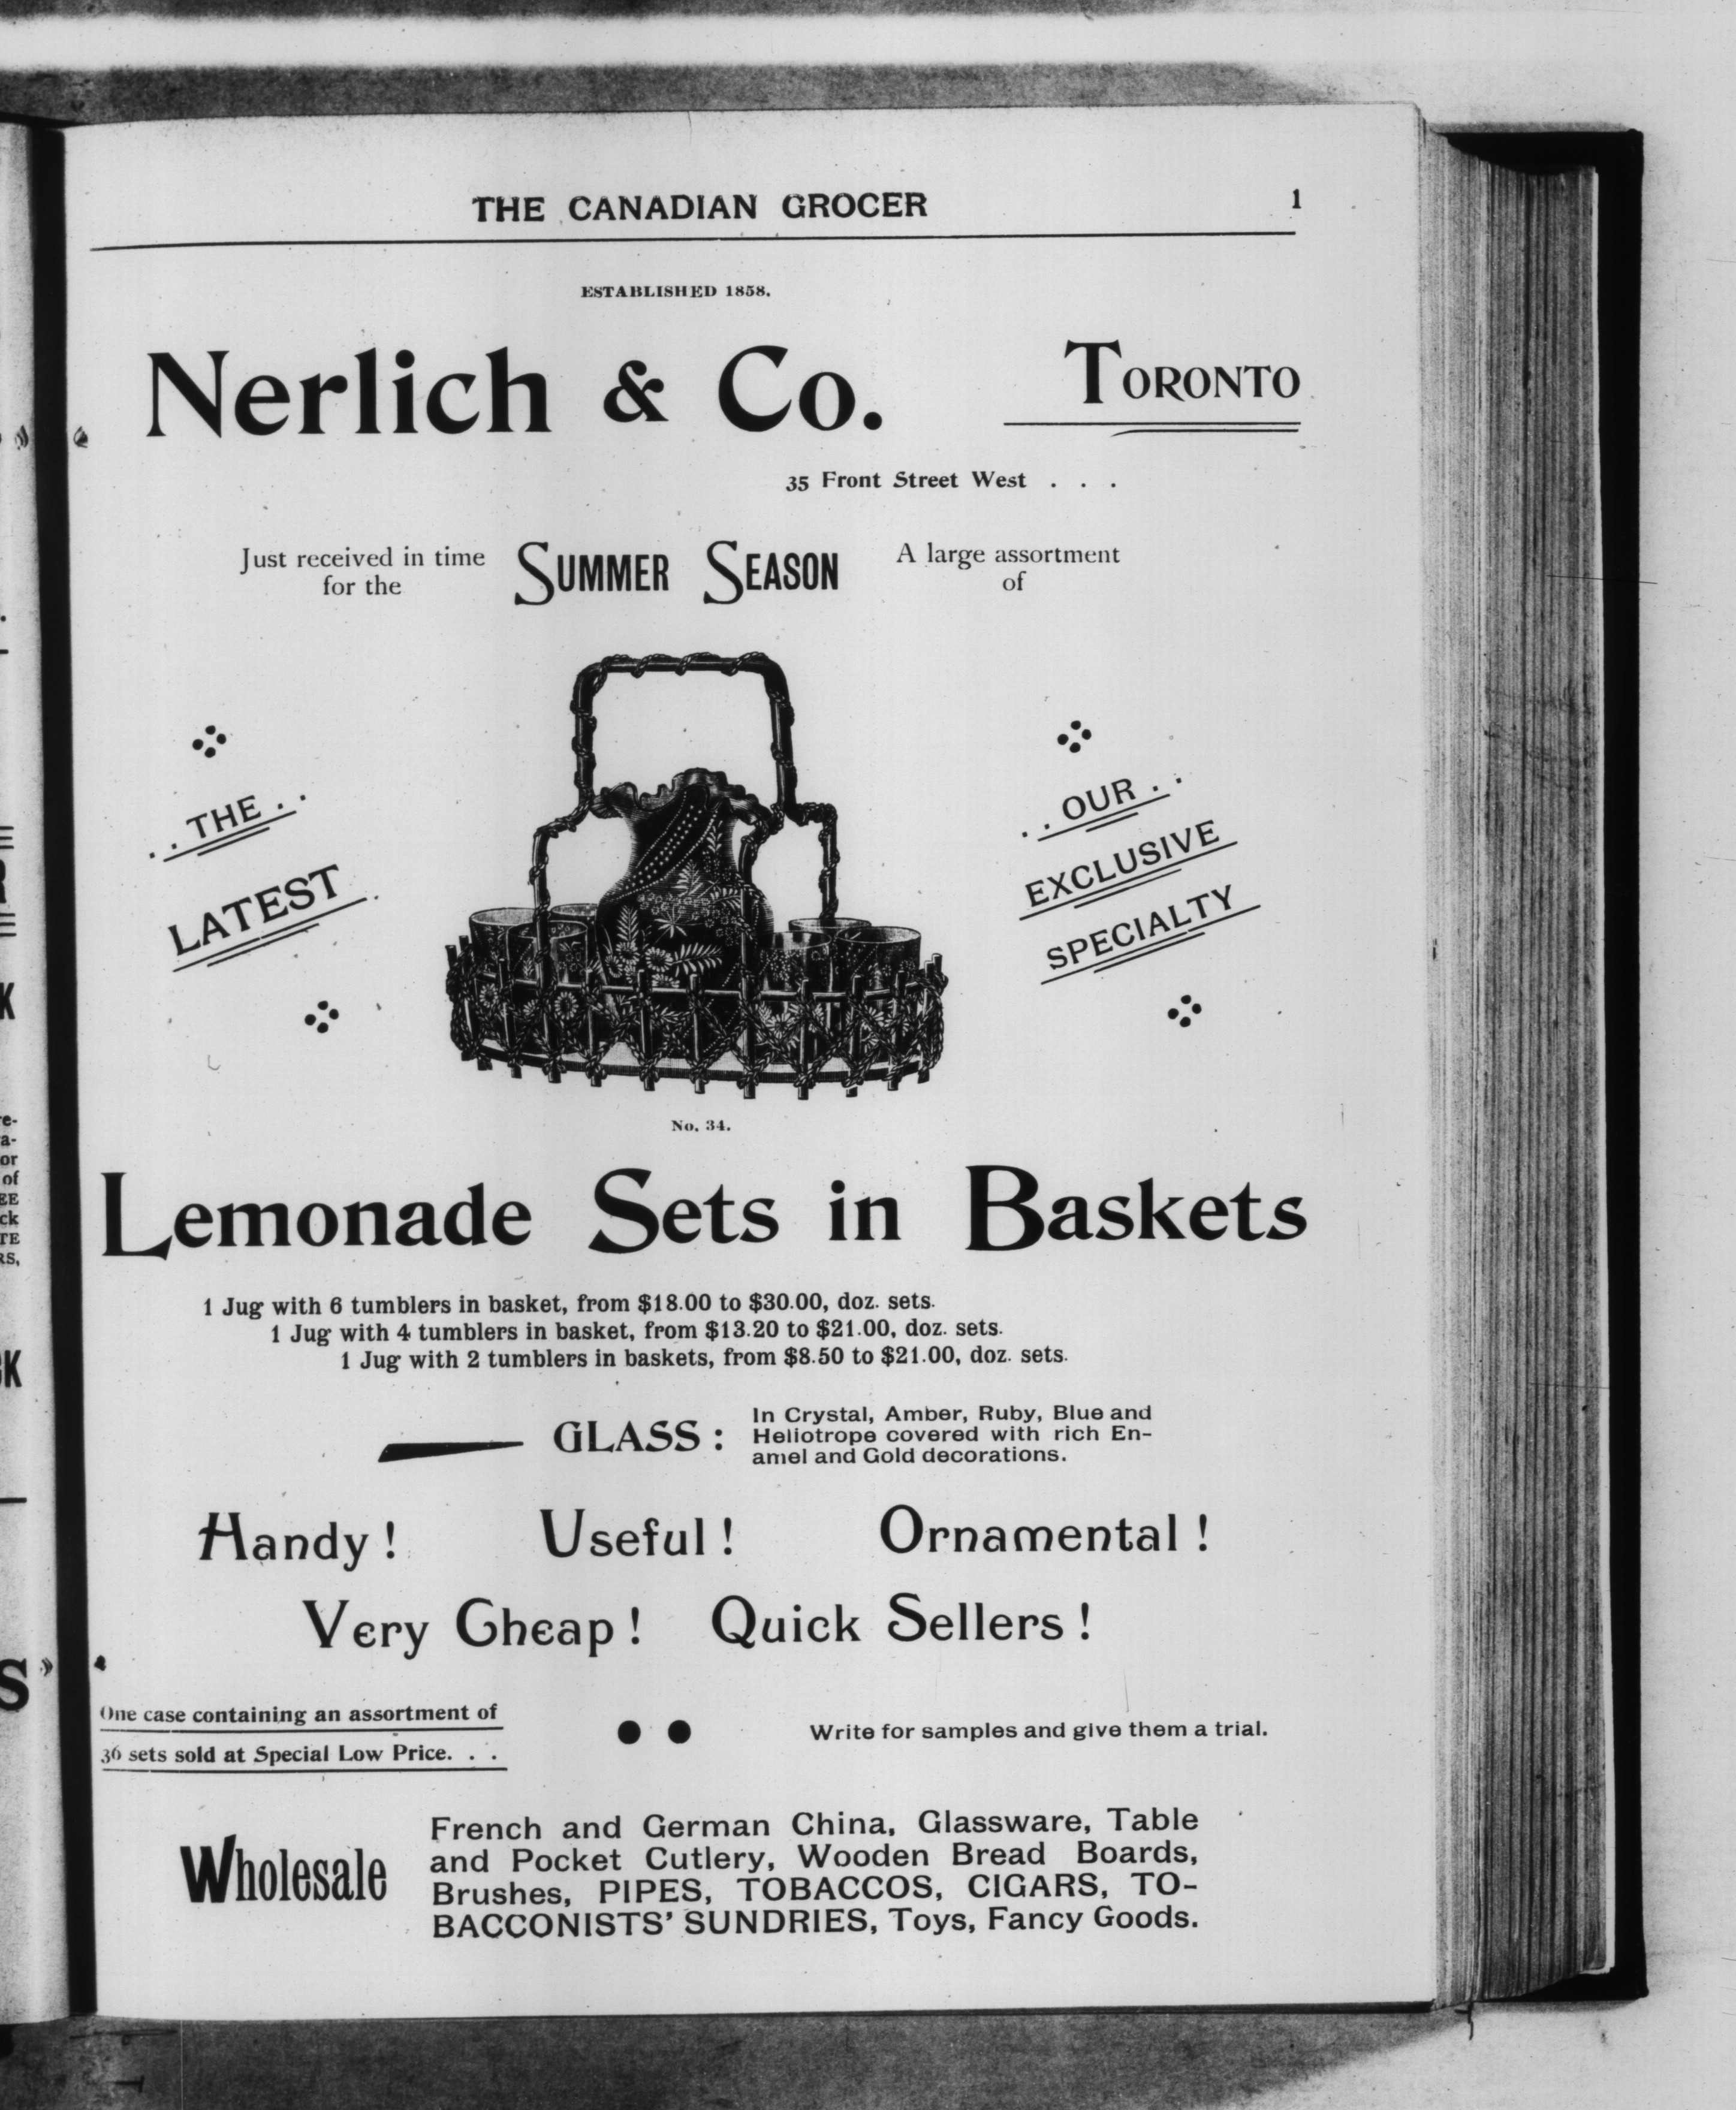 THE CANADIAN GROCER 1
ESTABLISHED 1858.
Nerlich & Co. TORONTO
35 Front Street West . . .
Just received in time for the SUMMER SEASON A large assortment of
. . THE . .
LATEST
. . OUR . .
EXCLUSIVE
SPECIALTY
No. 34.
Lemonade Sets in Baskets
1 Jug with 6 tumblers in basket, from $18.00 to $30.00, doz. sets.
1 Jug with 4 tumblers in basket, from $13.20 to $21.00, doz. sets.
1 Jug with 2 tumblers in baskets, from $8.50 to $21.00, doz. sets.
GLASS: In Crystal, Amber, Ruby, Blue and
Heliotrope covered with rich En-
amel and Gold decorations.
Handy! Useful! Ornamental!
Very Cheap! Quick Sellers!
One case containing an assortment of
36 sets sold at Special Low Price. . .
Write for samples and give them a trial.
Wholesale
French and German China, Glassware, Table
and Pocket Cutlery, Wooden Bread Boards,
Brushes, PIPES, TOBACCOS, CIGARS, TO-
BACCONISTS' SUNDRIES, Toys, Fancy Goods.